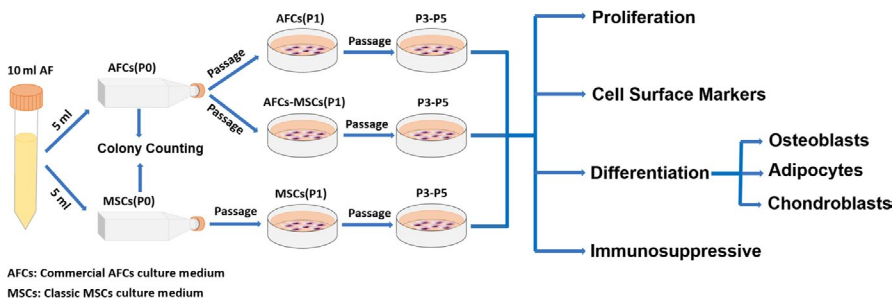 10 ml AF
5 ml
5 ml
AFCs(P0)
Colony Counting
MSCs(P0)
Passage
Passage
Passage
AFCs(P1)
Passage
P3-P5
AFCs-MSCs(P1)
Passage
P3-P5
MSCs(P1)
Passage
P3-P5
Proliferation
Cell Surface Markers
Differentiation
Osteoblasts
Adipocytes
Chondroblasts
Immunosuppressive
AFCs: Commercial AFCs culture medium
MSCs: Classic MSCs culture medium